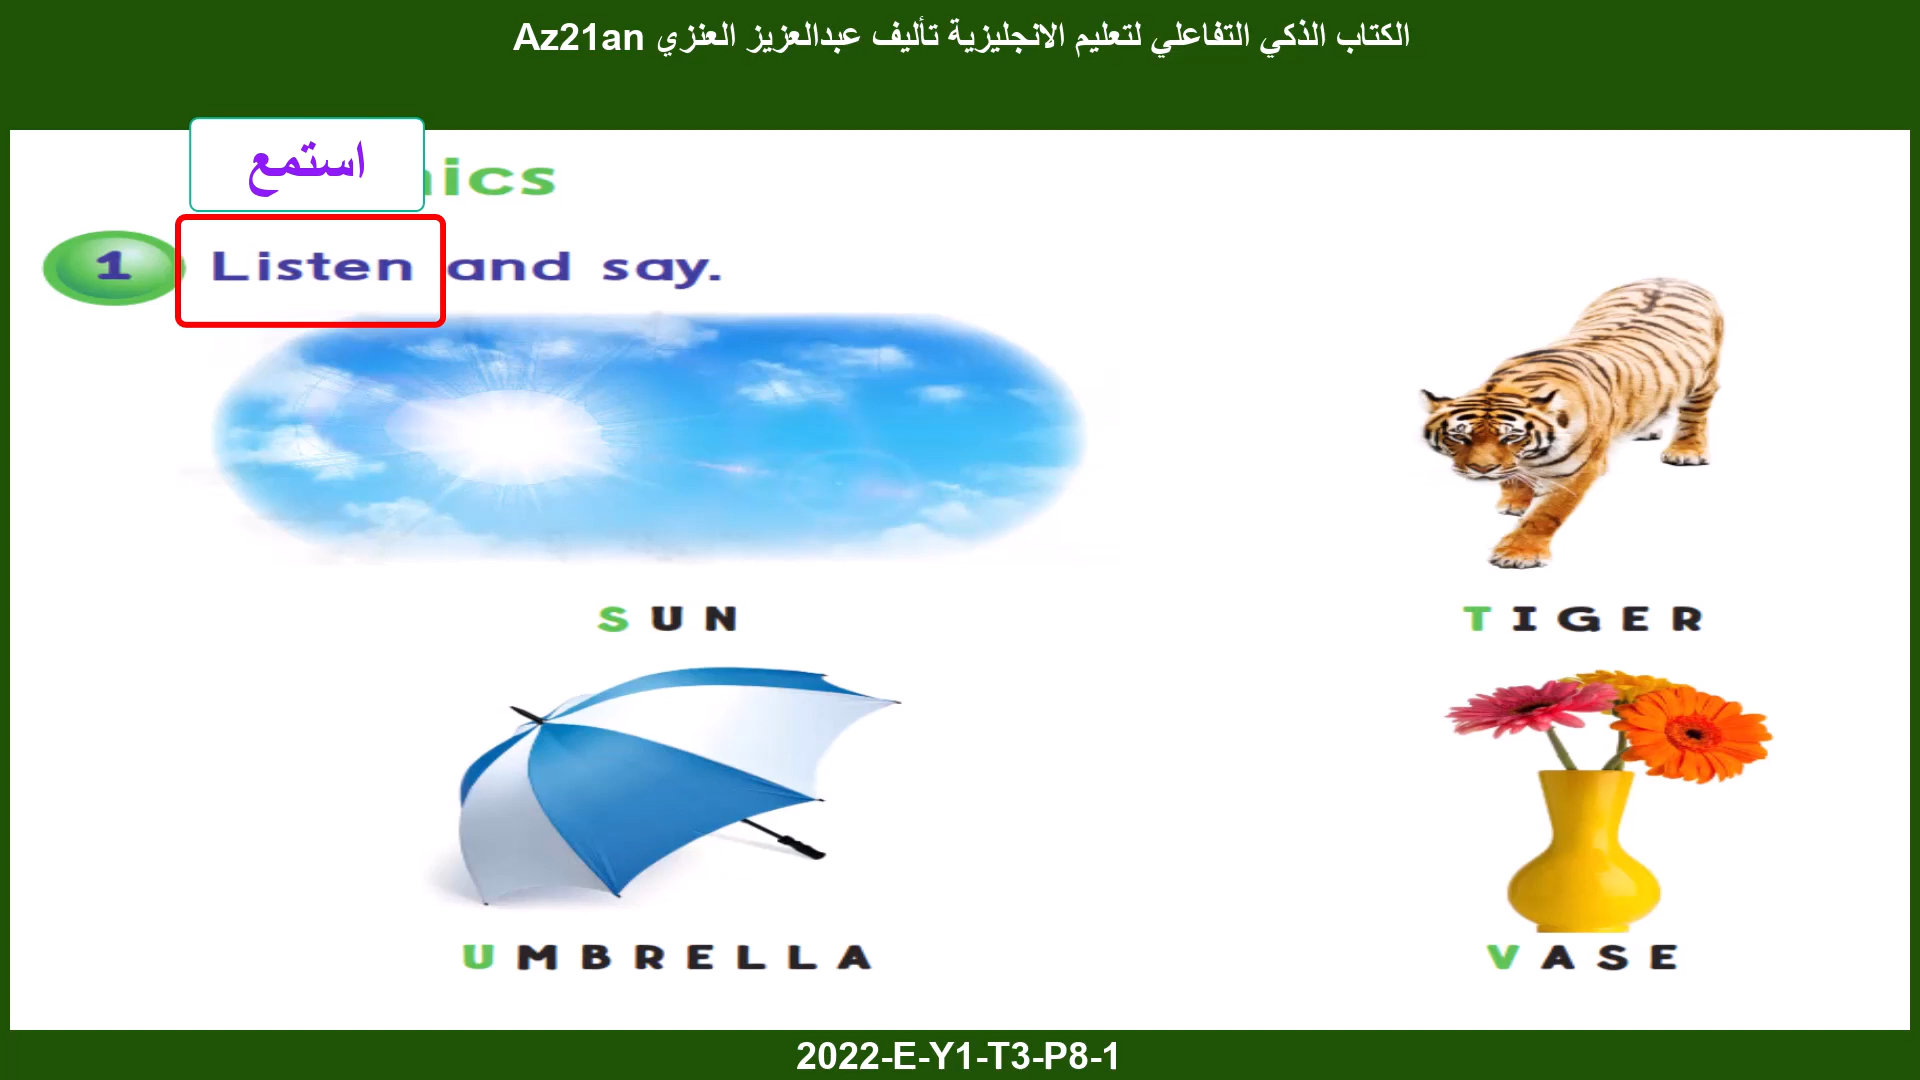 الكتاب الذكي التفاعلي لتعليم الانجليزية تأليف عبدالعزيز العنزي Az21an
استمع
1 Listen and say.
SUN
TIGER
UMBRELLA
VASE
2022-E-Y1-T3-P8-1